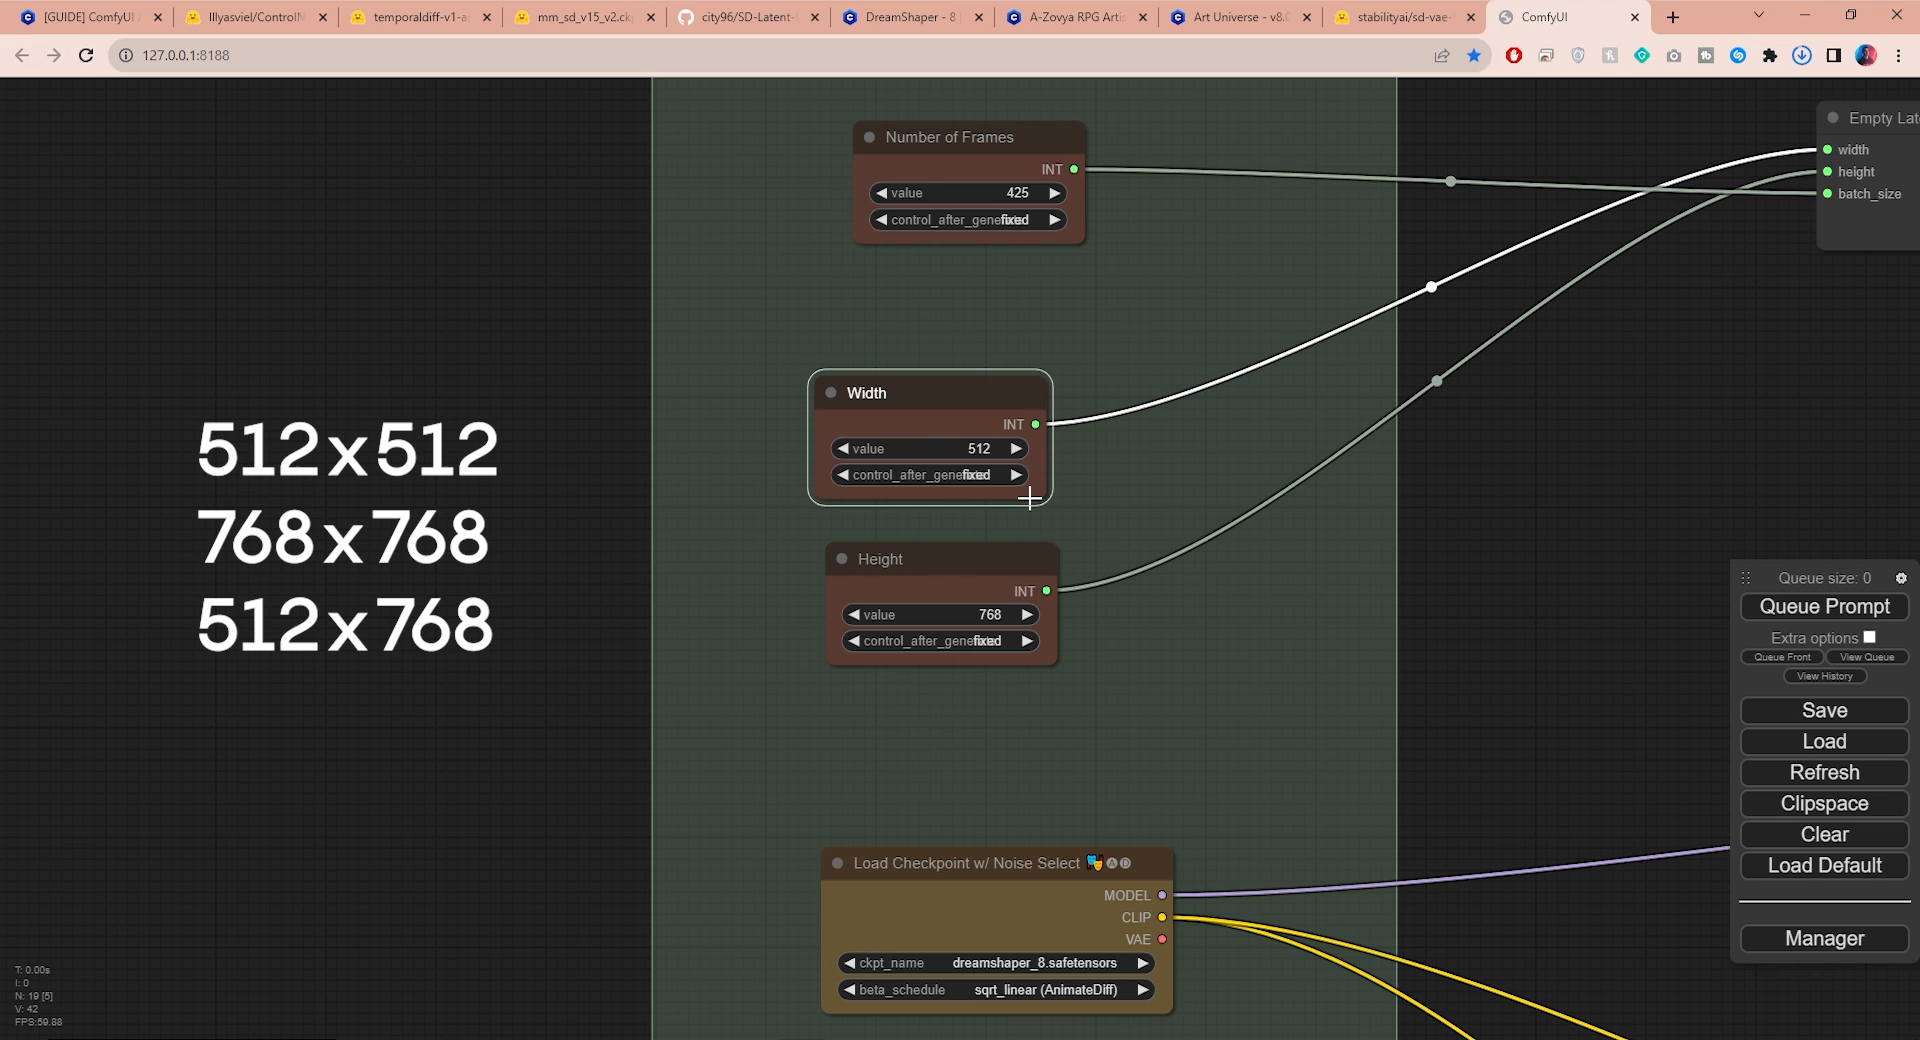 [GUIDE] ComfyUI
lllyasviel/ControlN
temporaldiff-v1-a
mm_sd_v15_v2.ck
city96/SD-Latent-
DreamShaper - 8
A-Zovya RPG Artis
Art Universe - v8.0
stabilityai/sd-vae-
ComfyUI
127.0.0.1:8188
Number of Frames
INT
value 425
control_after_gene fixed
Empty Late
width
height
batch_size
Width
INT
value 512
control_after_gene fixed
512x512
768x768
512x768
Height
INT
value 768
control_after_gene fixed
Queue size: 0
Queue Prompt
Extra options
Queue Front View Queue
View History
Save
Load
Refresh
Clipspace
Clear
Load Default
Manager
Load Checkpoint w/ Noise Select 🎭🅐🅓
MODEL
CLIP
VAE
ckpt_name dreamshaper_8.safetensors
beta_schedule sqrt_linear (AnimateDiff)
T: 0.00s
I: 0
N: 19 [5]
V: 42
FPS:59.88